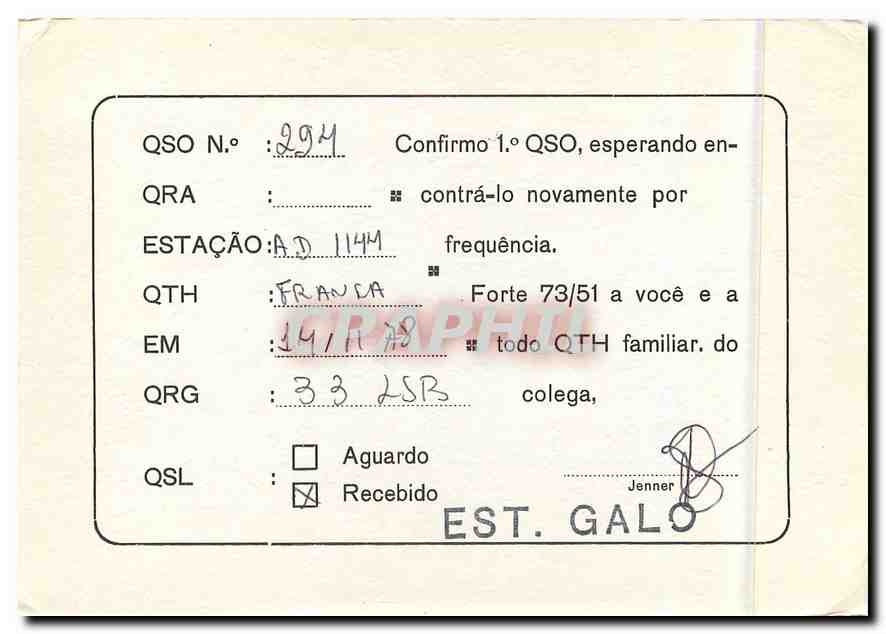 QSO N.º : 294 Confirmo 1.º QSO, esperando en-
QRA : contrá-lo novamente por
ESTAÇÃO: AD 1144 frequência.
QTH : FRANCA Forte 73/51 a você e a
EM : 14/11 78 todo QTH familiar. do
QRG : 33 LSB colega,
QSL : Aguardo
Recebido
Jenner
EST. GALO